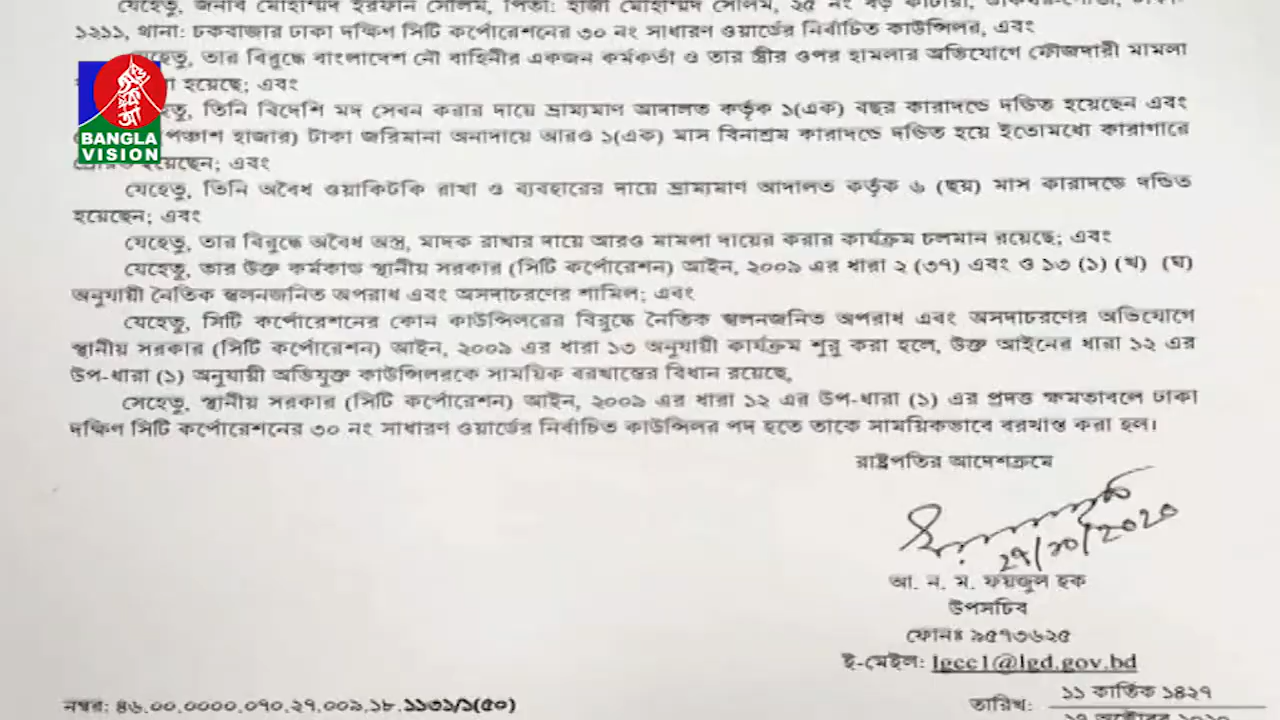 যেহেতু, জনাব মোহাম্মদ ইরফান সেলিম, পিতা: হাজী মোহাম্মদ সেলিম, ২৫ নং বড় কাটারা,
১২১১, থানা: চকবাজার ঢাকা দক্ষিণ সিটি কর্পোরেশনের ৩০ নং সাধারণ ওয়ার্ডের নির্বাচিত কাউন্সিলর, এবং
যেহেতু, তার বিরুদ্ধে বাংলাদেশ নৌ বাহিনীর একজন কর্মকর্তা ও তার স্ত্রীর ওপর হামলার অভিযোগে ফৌজদারী মামলা
হয়েছে; এবং
যেহেতু, তিনি বিদেশি মদ সেবন করার দায়ে ভ্রাম্যমাণ আদালত কর্তৃক ১(এক) বছর কারাদন্ডে দণ্ডিত হয়েছেন এবং
পঞ্চাশ হাজার) টাকা জরিমানা অনাদায়ে আরও ১(এক) মাস বিনাশ্রম কারাদন্ডে দণ্ডিত হয়ে ইতোমধ্যে কারাগারে
প্রেরিত হয়েছেন; এবং
যেহেতু, তিনি অবৈধ ওয়াকিটকি রাখা ও ব্যবহারের দায়ে ভ্রাম্যমাণ আদালত কর্তৃক ৬ (ছয়) মাস কারাদন্ডে দণ্ডিত
হয়েছেন; এবং
যেহেতু, তার বিরুদ্ধে অবৈধ অস্ত্র, মাদক রাখার দায়ে আরও মামলা দায়ের করার কার্যক্রম চলমান রয়েছে; এবং
যেহেতু, তার উক্ত কর্মকান্ড স্থানীয় সরকার (সিটি কর্পোরেশন) আইন, ২০০৯ এর ধারা ২ (৩৭) এবং ও ১৩ (১) (খ) (ঘ)
অনুযায়ী নৈতিক স্খলনজনিত অপরাধ এবং অসদাচরণের শামিল; এবং
যেহেতু, সিটি কর্পোরেশনের কোন কাউন্সিলরের বিরুদ্ধে নৈতিক স্খলনজনিত অপরাধ এবং অসদাচরণের অভিযোগে
স্থানীয় সরকার (সিটি কর্পোরেশন) আইন, ২০০৯ এর ধারা ১৩ অনুযায়ী কার্যক্রম শুরু করা হলে, উক্ত আইনের ধারা ১২ এর
উপ-ধারা (১) অনুযায়ী অভিযুক্ত কাউন্সিলরকে সাময়িক বরখাস্তের বিধান রয়েছে,
সেহেতু, স্থানীয় সরকার (সিটি কর্পোরেশন) আইন, ২০০৯ এর ধারা ১২ এর উপ-ধারা (১) এর প্রদত্ত ক্ষমতাবলে ঢাকা
দক্ষিণ সিটি কর্পোরেশনের ৩০ নং সাধারণ ওয়ার্ডের নির্বাচিত কাউন্সিলর পদ হতে তাকে সাময়িকভাবে বরখাস্ত করা হল।
রাষ্ট্রপতির আদেশক্রমে
২৭/১০/২০২০
আ. ন. ম. ফয়জুল হক
উপসচিব
ফোনঃ ৯৫৭৩৬২৫
ই-মেইল: lgcc1@lgd.gov.bd
নম্বর: ৪৬.০০.০০০০.০৭০.২৭.০০১.১৮.১১৩১/১(৫০)
তারিখ: ১১ কার্তিক ১৪২৭
২৭ অক্টোবর ২০২০
BANGLA
VISION